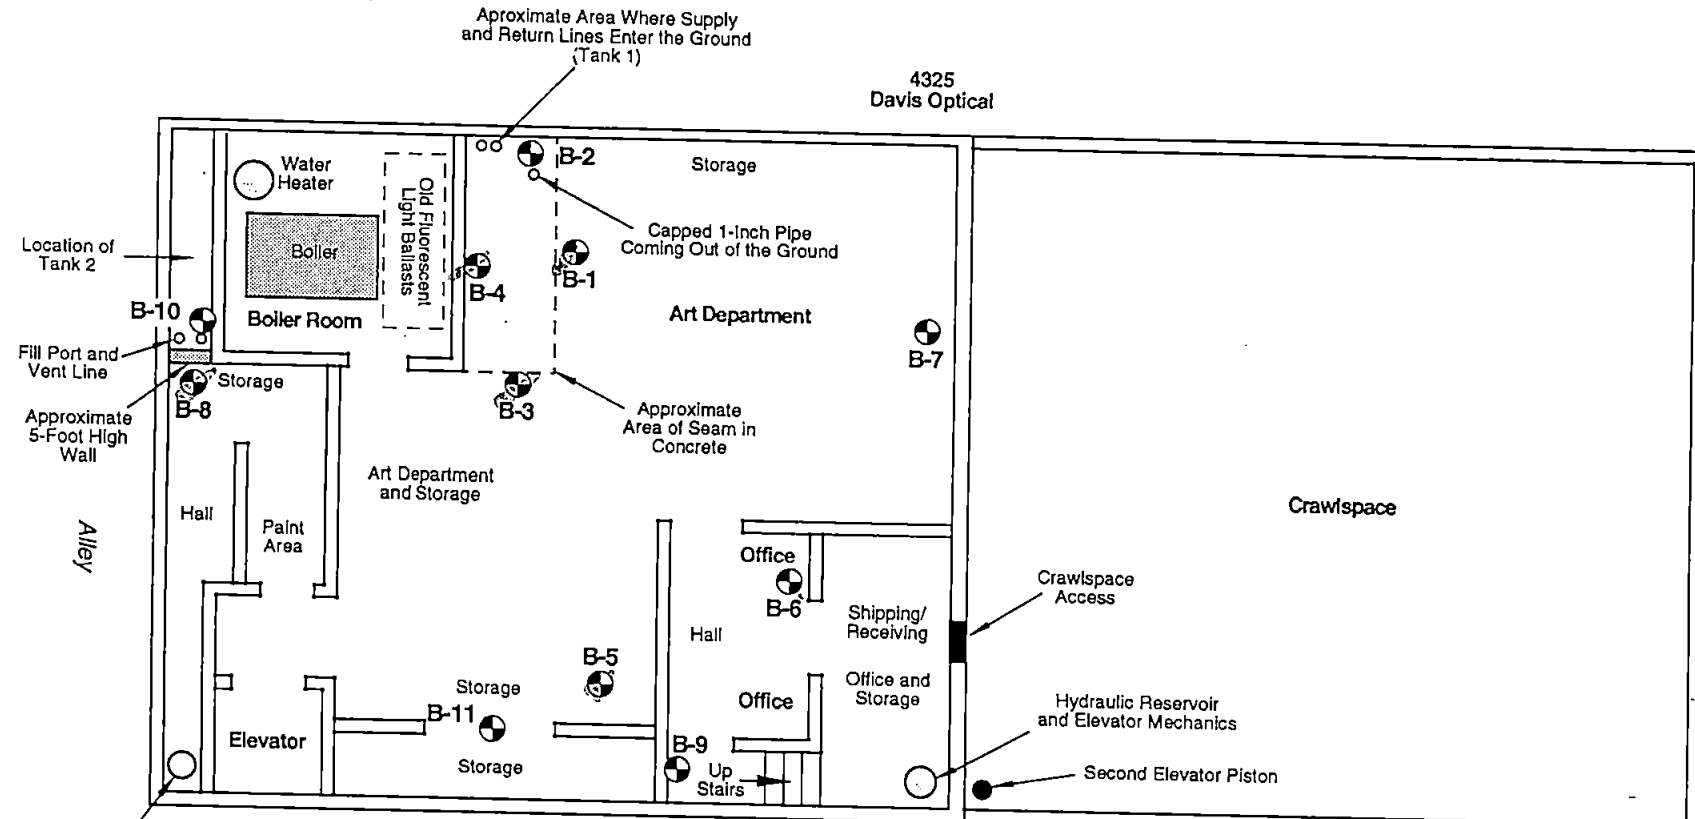 Aproximate Area Where Supply
and Return Lines Enter the Ground
(Tank 1)
4325
Davis Optical
Water
Heater
Old Fluorescent
Light Ballasts
B-2
Storage
Location of
Tank 2
Boiler
Capped 1-Inch Pipe
Coming Out of the Ground
B-4
B-1
B-10
Boiler Room
Art Department
B-7
Fill Port and
Vent Line
Storage
B-8
B-3
Approximate
5-Foot High
Wall
Approximate
Area of Seam in
Concrete
Art Department
and Storage
Hall
Paint
Area
Alley
Crawlspace
Office
B-6
Crawlspace
Access
Shipping/
Receiving
Hall
B-5
Storage
Office
Office and
Storage
B-11
Hydraulic Reservoir
and Elevator Mechanics
Elevator
B-9
Storage
Up
Stairs
Second Elevator Piston